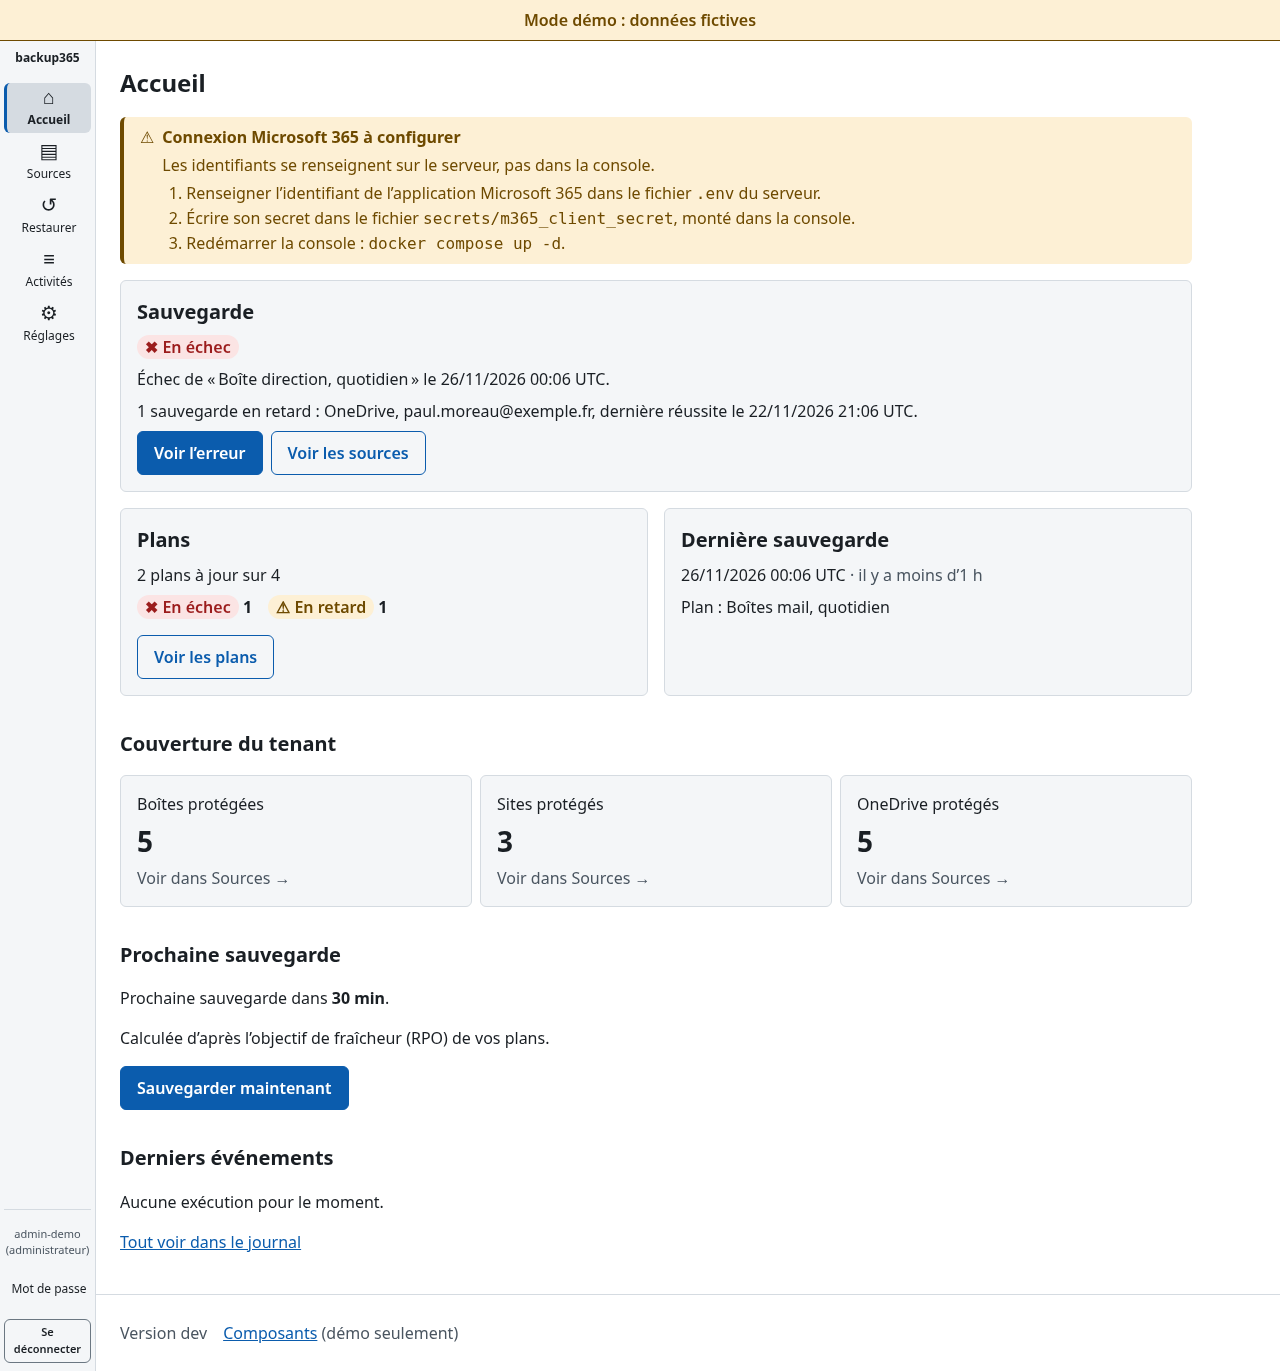 Mode démo : données fictives
backup365
Accueil
Sources
Restaurer
Activités
Réglages
Accueil
⚠ Connexion Microsoft 365 à configurer
Les identifiants se renseignent sur le serveur, pas dans la console.
1. Renseigner l’identifiant de l’application Microsoft 365 dans le fichier .env du serveur.
2. Écrire son secret dans le fichier secrets/m365_client_secret, monté dans la console.
3. Redémarrer la console : docker compose up -d.
Sauvegarde
✖ En échec
Échec de « Boîte direction, quotidien » le 26/11/2026 00:06 UTC.
1 sauvegarde en retard : OneDrive, paul.moreau@exemple.fr, dernière réussite le 22/11/2026 21:06 UTC.
Voir l’erreur Voir les sources
Plans
2 plans à jour sur 4
✖ En échec 1 ⚠ En retard 1
Voir les plans
Dernière sauvegarde
26/11/2026 00:06 UTC · il y a moins d’1 h
Plan : Boîtes mail, quotidien
Couverture du tenant
Boîtes protégées
5
Voir dans Sources →
Sites protégés
3
Voir dans Sources →
OneDrive protégés
5
Voir dans Sources →
Prochaine sauvegarde
Prochaine sauvegarde dans 30 min.
Calculée d’après l’objectif de fraîcheur (RPO) de vos plans.
Sauvegarder maintenant
Derniers événements
Aucune exécution pour le moment.
Tout voir dans le journal
admin-demo
(administrateur)
Mot de passe
Se
déconnecter
Version dev Composants (démo seulement)